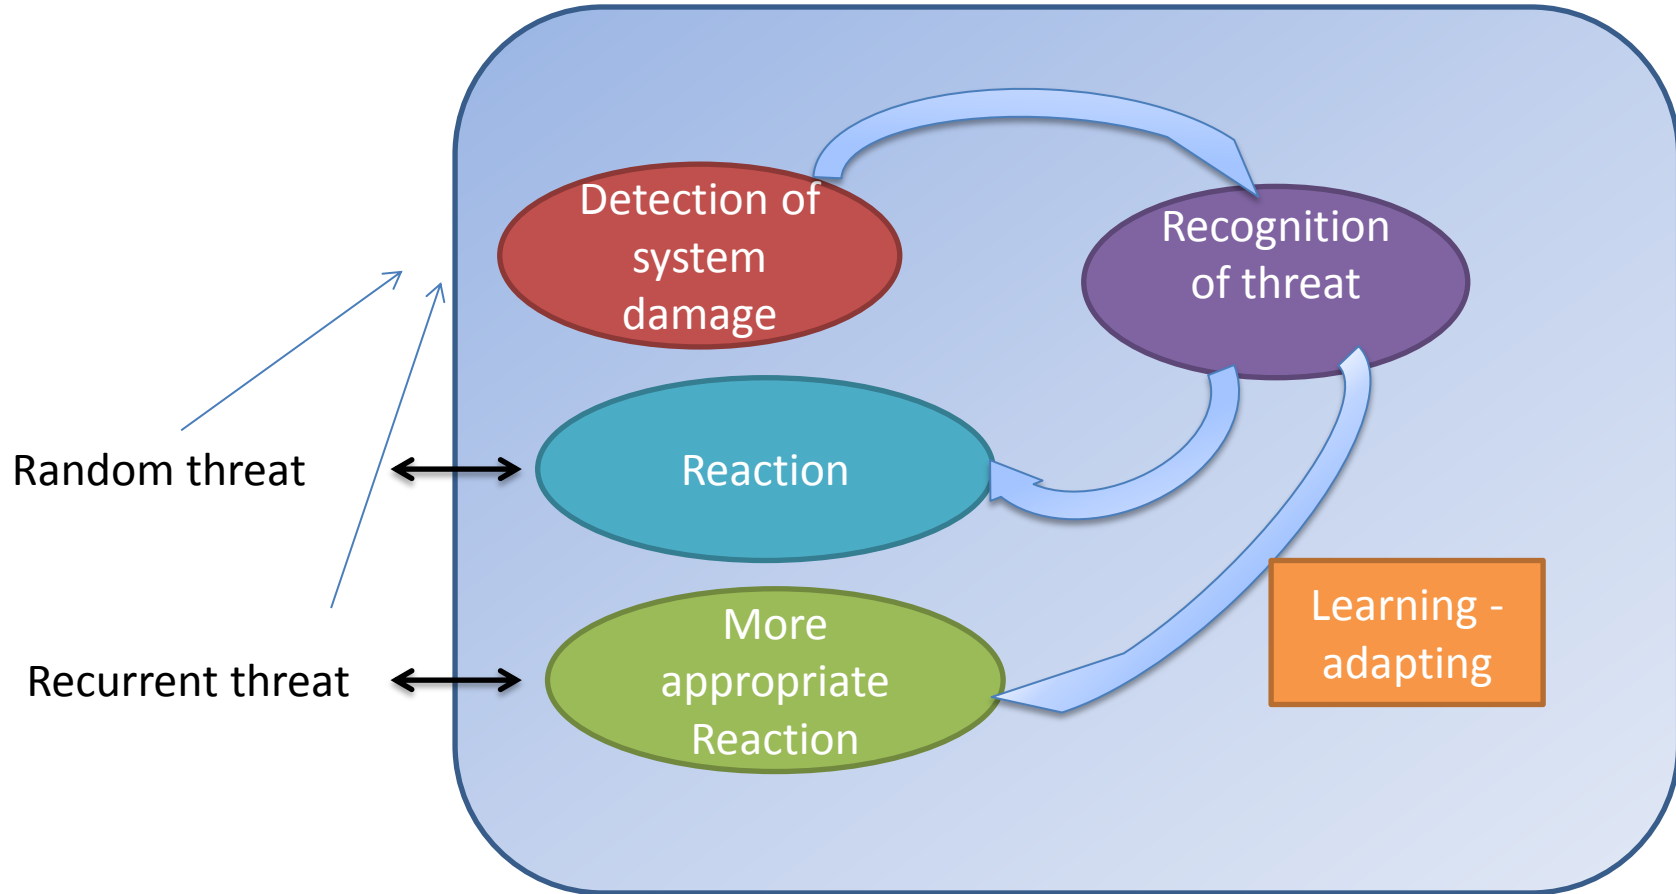 Detection of
system
damage
Recognition
of threat
Random threat
Reaction
Learning -
adapting
Recurrent threat
More
appropriate
Reaction